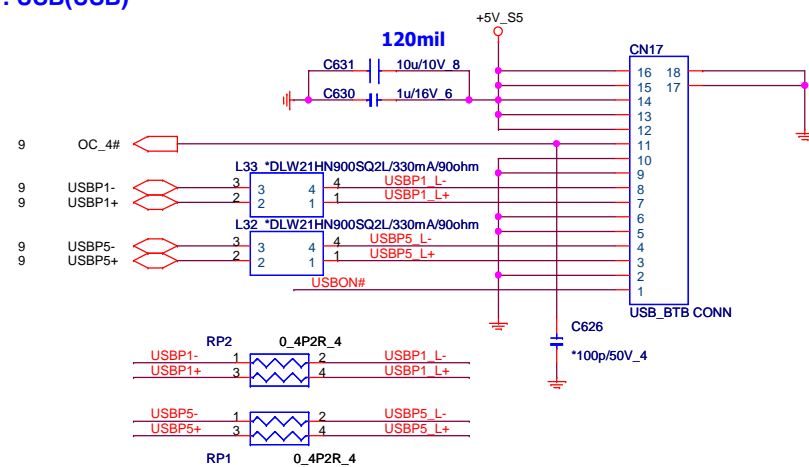 : USB(USB)
+5V_S5
120mil
CN17
C631 10u/10V_8
C630 1u/16V_6
16 18
15 17
14
13
12
11
10
9
8
7
6
5
4
3
2
1
USB_BTB CONN
9 OC_4#
L33 *DLW21HN900SQ2L/330mA/90ohm
9 USBP1- 3 3 4 4 USBP1_L-
9 USBP1+ 2 2 1 1 USBP1_L+
L32 *DLW21HN900SQ2L/330mA/90ohm
9 USBP5- 3 3 4 4 USBP5_L-
9 USBP5+ 2 2 1 1 USBP5_L+
USBON#
C626
*100p/50V_4
RP2 0_4P2R_4
USBP1- 1 2 USBP1_L-
USBP1+ 3 4 USBP1_L+
USBP5- 1 2 USBP5_L-
USBP5+ 3 4 USBP5_L+
RP1 0_4P2R_4